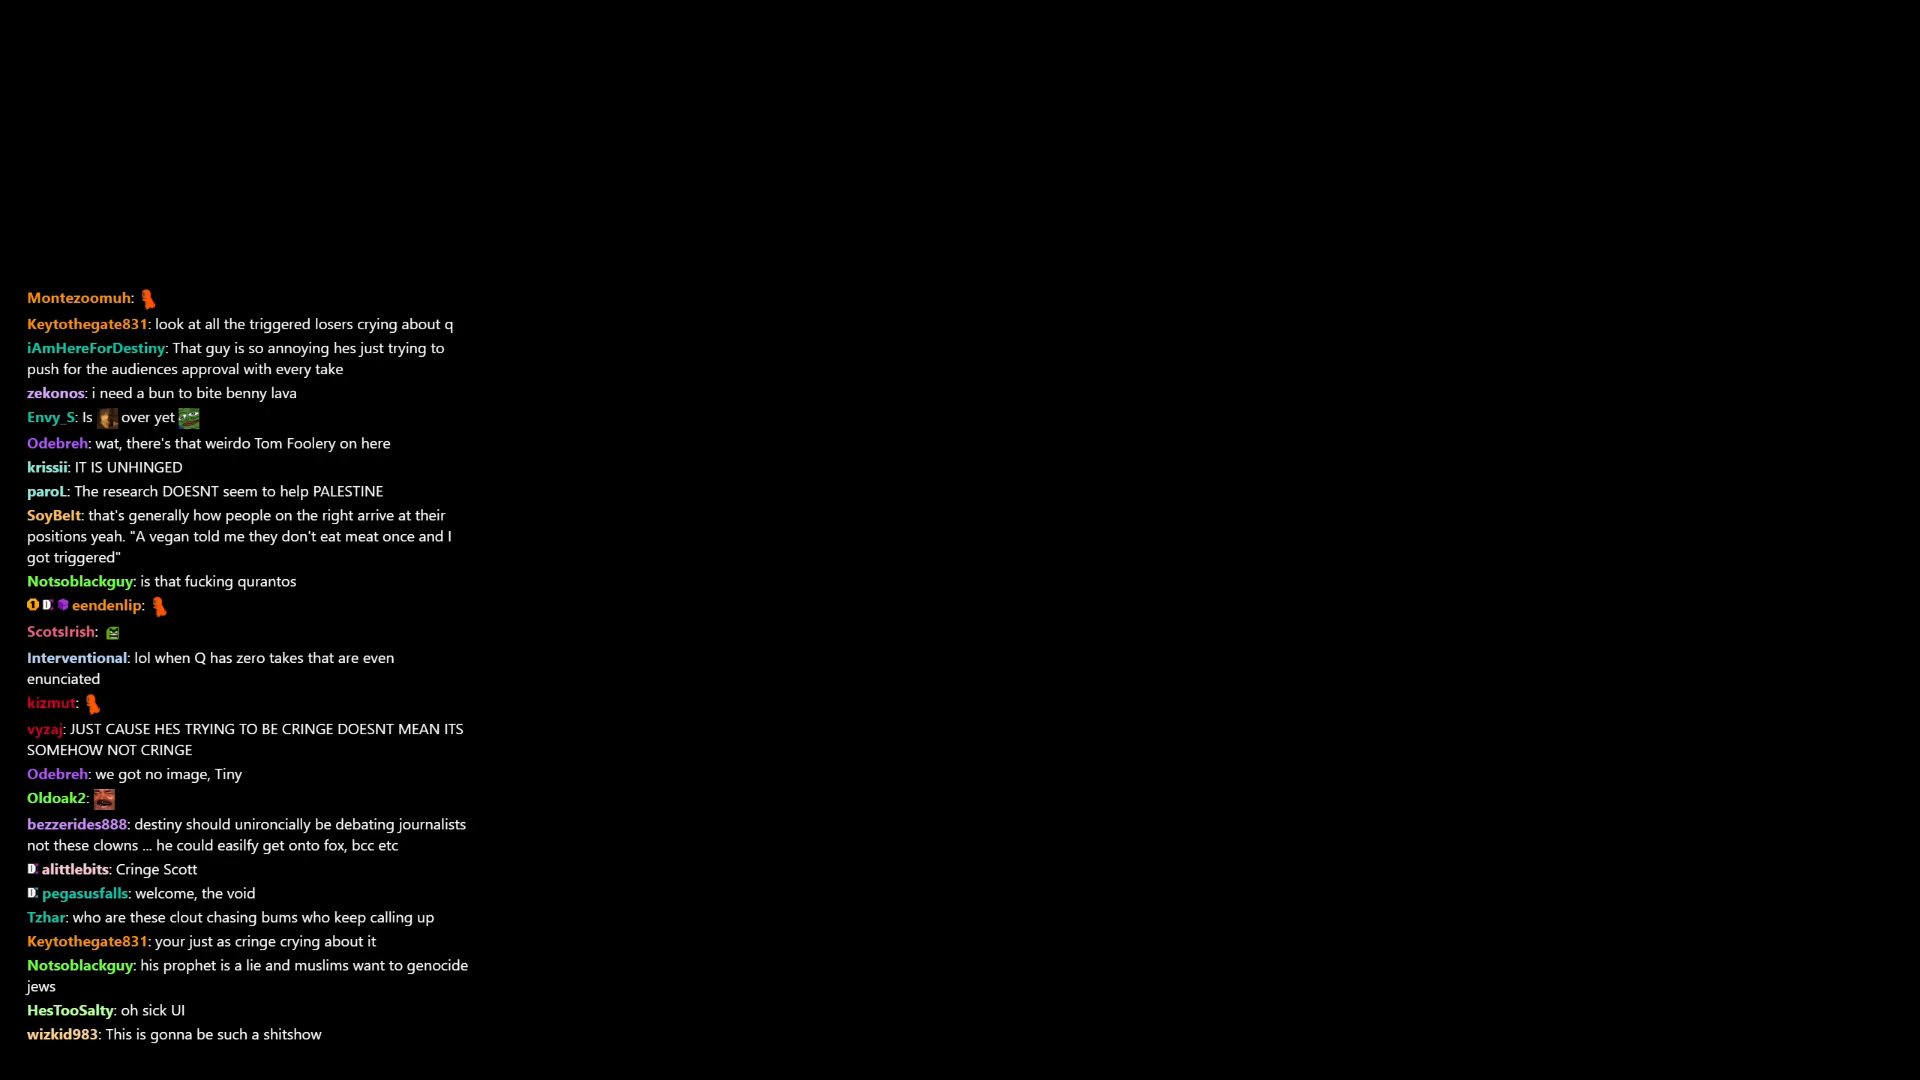 Montezoomuh:
Keytothegate831: look at all the triggered losers crying about q
iAmHereForDestiny: That guy is so annoying hes just trying to
push for the audiences approval with every take
zekonos: i need a bun to bite benny lava
Envy_S: Is over yet
Odebreh: wat, there's that weirdo Tom Foolery on here
krissii: IT IS UNHINGED
paroL: The research DOESNT seem to help PALESTINE
SoyBelt: that's generally how people on the right arrive at their
positions yeah. "A vegan told me they don't eat meat once and I
got triggered"
Notsoblackguy: is that fucking qurantos
1 D eendenlip:
ScotsIrish:
Interventional: lol when Q has zero takes that are even
enunciated
kizmut:
vyzaj: JUST CAUSE HES TRYING TO BE CRINGE DOESNT MEAN ITS
SOMEHOW NOT CRINGE
Odebreh: we got no image, Tiny
Oldoak2:
bezzerides888: destiny should unironcially be debating journalists
not these clowns ... he could easilfy get onto fox, bcc etc
D alittlebits: Cringe Scott
D pegasusfalls: welcome, the void
Tzhar: who are these clout chasing bums who keep calling up
Keytothegate831: your just as cringe crying about it
Notsoblackguy: his prophet is a lie and muslims want to genocide
jews
HesTooSalty: oh sick UI
wizkid983: This is gonna be such a shitshow